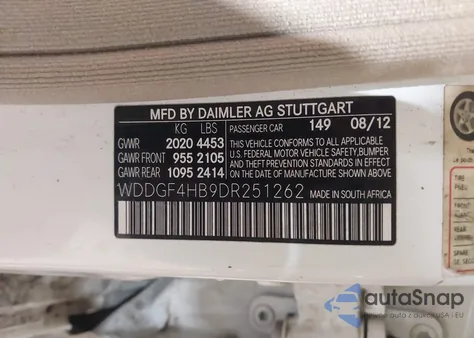 MFD BY DAIMLER AG STUTTGART
KG LBS PASSENGER CAR 149 08/12
GVWR 2020 4453 THIS VEHICLE CONFORMS TO ALL APPLICABLE
U.S. FEDERAL MOTOR VEHICLE SAFETY, BUMPER
GAWR FRONT 955 2105 AND THEFT PREVENTION STANDARDS IN EFFECT
GAWR REAR 1095 2414 ON THE DATE OF MANUFACTURE SHOWN ABOVE
WDDGF4HB9DR251262 MADE IN SOUTH AFRICA
autaSnap